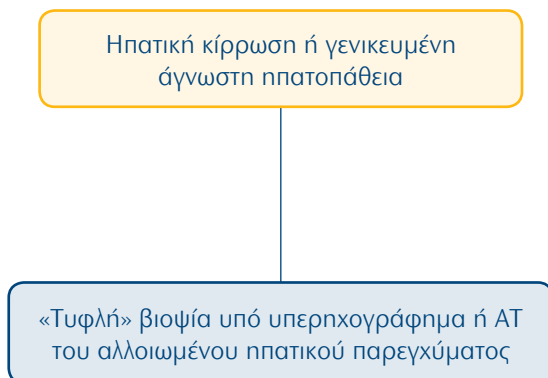 Ηπατική κίρρωση ή γενικευμένη
άγνωστη ηπατοπάθεια
«Τυφλή» βιοψία υπό υπερηχογράφημα ή ΑΤ
του αλλοιωμένου ηπατικού παρεγχύματος